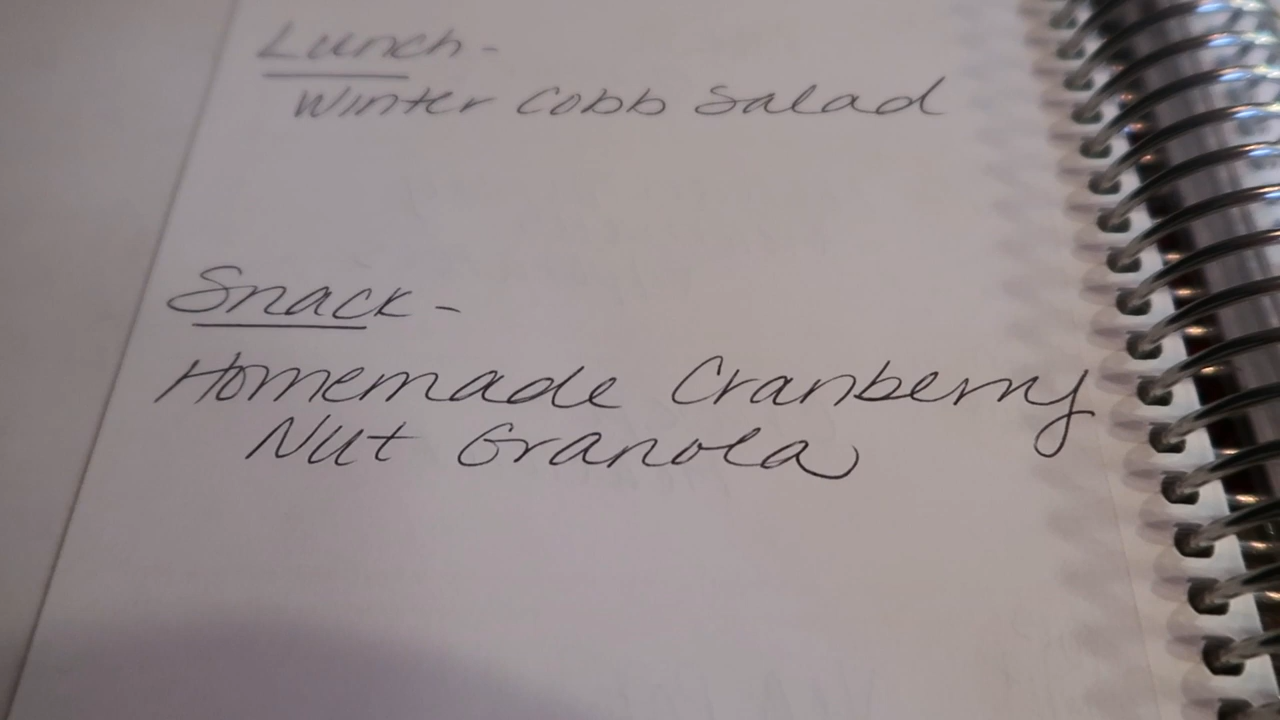 Lunch -
Winter Cobb Salad
Snack -
Homemade Cranberry
Nut Granola